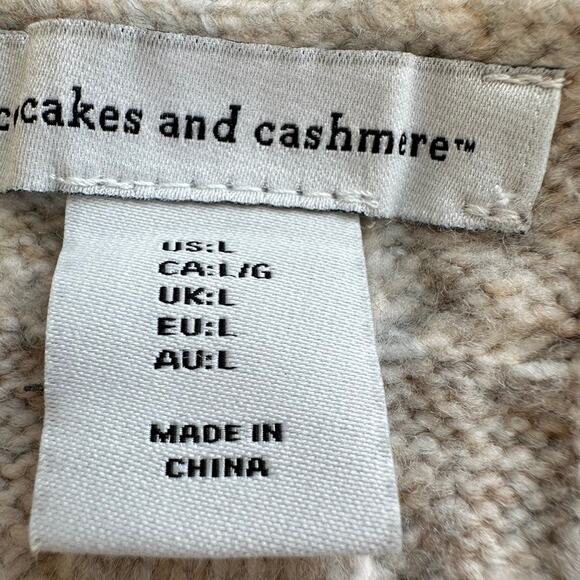 cakes and cashmere™
US:L
CA:L/G
UK:L
EU:L
AU:L
MADE IN
CHINA